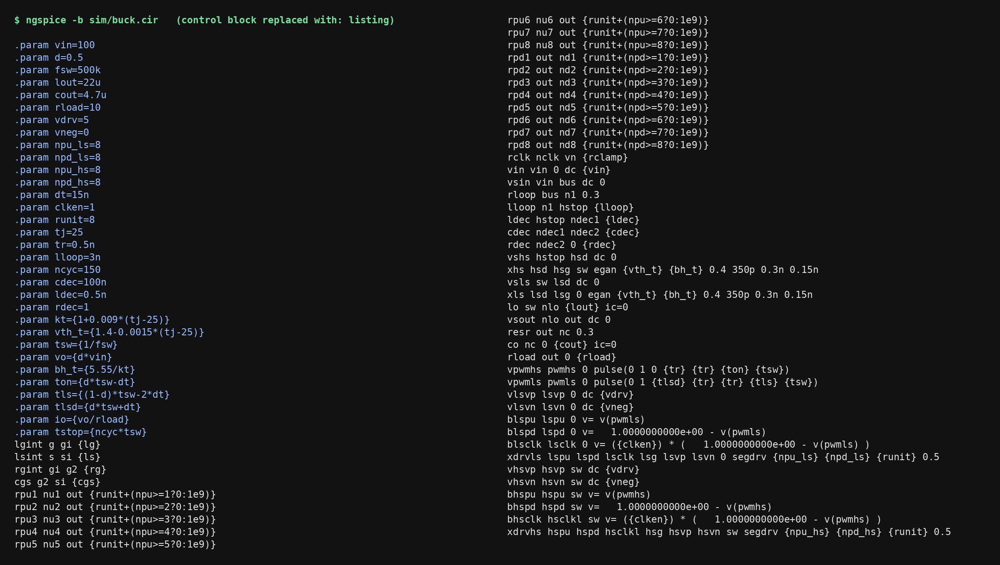 $ ngspice -b sim/buck.cir   (control block replaced with: listing)
.param vin=100
.param d=0.5
.param fsw=500k
.param lout=22u
.param cout=4.7u
.param rload=10
.param vdrv=5
.param vneg=0
.param npu_ls=8
.param npd_ls=8
.param npu_hs=8
.param npd_hs=8
.param dt=15n
.param clken=1
.param runit=8
.param tj=25
.param tr=0.5n
.param lloop=3n
.param ncyc=150
.param cdec=100n
.param ldec=0.5n
.param rdec=1
.param kt={1+0.009*(tj-25)}
.param vth_t={1.4-0.0015*(tj-25)}
.param tsw={1/fsw}
.param vo={d*vin}
.param bh_t={5.55/kt}
.param ton={d*tsw-dt}
.param tls={(1-d)*tsw-2*dt}
.param tlsd={d*tsw+dt}
.param io={vo/rload}
.param tstop={ncyc*tsw}
lgint g gi {lg}
lsint s si {ls}
rgint gi g2 {rg}
cgs g2 si {cgs}
rpu1 nu1 out {runit+(npu>=1?0:1e9)}
rpu2 nu2 out {runit+(npu>=2?0:1e9)}
rpu3 nu3 out {runit+(npu>=3?0:1e9)}
rpu4 nu4 out {runit+(npu>=4?0:1e9)}
rpu5 nu5 out {runit+(npu>=5?0:1e9)}
rpu6 nu6 out {runit+(npu>=6?0:1e9)}
rpu7 nu7 out {runit+(npu>=7?0:1e9)}
rpu8 nu8 out {runit+(npu>=8?0:1e9)}
rpd1 out nd1 {runit+(npd>=1?0:1e9)}
rpd2 out nd2 {runit+(npd>=2?0:1e9)}
rpd3 out nd3 {runit+(npd>=3?0:1e9)}
rpd4 out nd4 {runit+(npd>=4?0:1e9)}
rpd5 out nd5 {runit+(npd>=5?0:1e9)}
rpd6 out nd6 {runit+(npd>=6?0:1e9)}
rpd7 out nd7 {runit+(npd>=7?0:1e9)}
rpd8 out nd8 {runit+(npd>=8?0:1e9)}
rclk nclk vn {rclamp}
vin vin 0 dc {vin}
vsin vin bus dc 0
rloop bus n1 0.3
lloop n1 hstop {lloop}
ldec hstop ndec1 {ldec}
cdec ndec1 ndec2 {cdec}
rdec ndec2 0 {rdec}
vshs hstop hsd dc 0
xhs hsd hsg sw egan {vth_t} {bh_t} 0.4 350p 0.3n 0.15n
vsls sw lsd dc 0
xls lsd lsg 0 egan {vth_t} {bh_t} 0.4 350p 0.3n 0.15n
lo sw nlo {lout} ic=0
vsout nlo out dc 0
resr out nc 0.3
co nc 0 {cout} ic=0
rload out 0 {rload}
vpwmhs pwmhs 0 pulse(0 1 0 {tr} {tr} {ton} {tsw})
vpwmls pwmls 0 pulse(0 1 {tlsd} {tr} {tr} {tls} {tsw})
vlsvp lsvp 0 dc {vdrv}
vlsvn lsvn 0 dc {vneg}
blspu lspu 0 v= v(pwmls)
blspd lspd 0 v=   1.0000000000e+00 - v(pwmls)
blsclk lsclk 0 v= ({clken}) * (   1.0000000000e+00 - v(pwmls) )
xdrvls lspu lspd lsclk lsg lsvp lsvn 0 segdrv {npu_ls} {npd_ls} {runit} 0.5
vhsvp hsvp sw dc {vdrv}
vhsvn hsvn sw dc {vneg}
bhspu hspu sw v= v(pwmhs)
bhspd hspd sw v=   1.0000000000e+00 - v(pwmhs)
bhsclk hsclkl sw v= ({clken}) * (   1.0000000000e+00 - v(pwmhs) )
xdrvhs hspu hspd hsclkl hsg hsvp hsvn sw segdrv {npu_hs} {npd_hs} {runit} 0.5